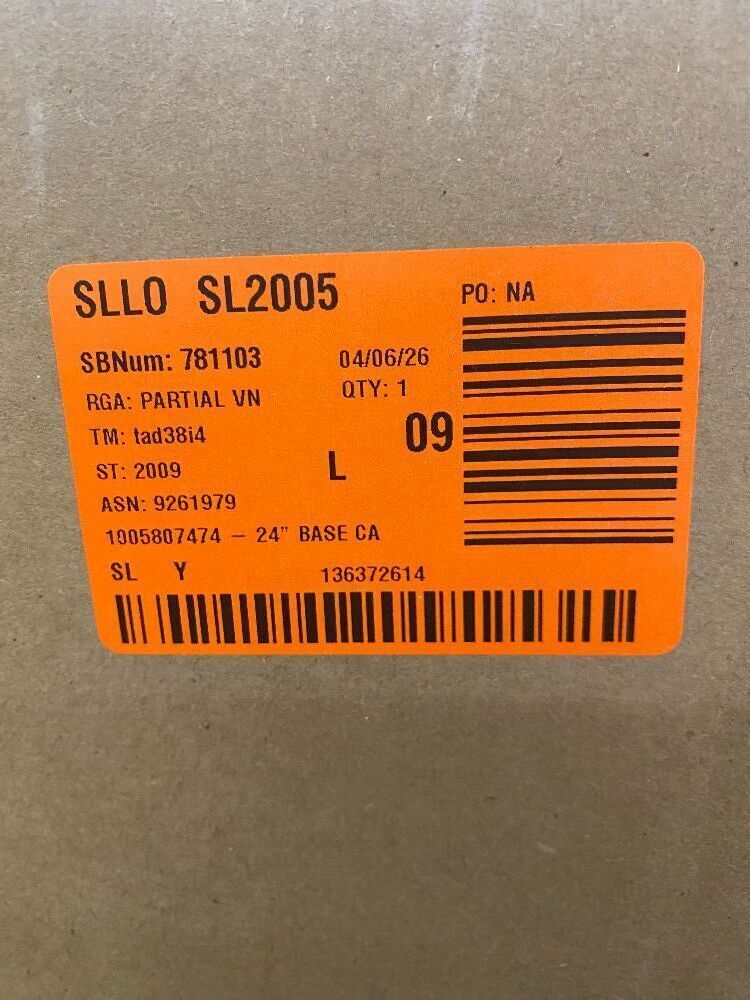 SLLO SL2005
PO: NA
SBNum: 781103 04/06/26
RGA: PARTIAL VN QTY: 1
TM: tad38i4 09
ST: 2009 L
ASN: 9261979
1005807474 – 24" BASE CA
SL Y 136372614